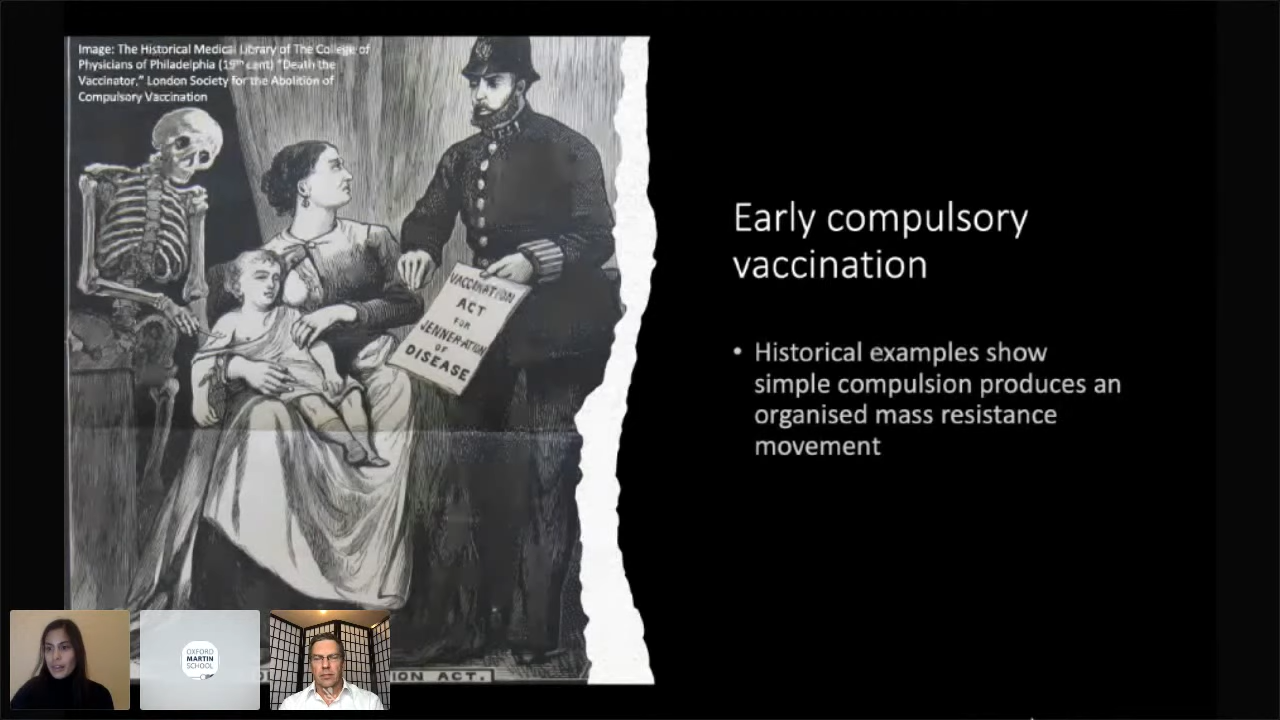 Image: The Historical Medical Library of The College of
Physicians of Philadelphia (19th cent) "Death the
Vaccinator," London Society for the Abolition of
Compulsory Vaccination
VACCINATION
ACT
FOR
JENNER-ATION
OF
DISEASE
Early compulsory
vaccination
• Historical examples show
simple compulsion produces an
organised mass resistance
movement
OXFORD
MARTIN
SCHOOL
ION ACT.